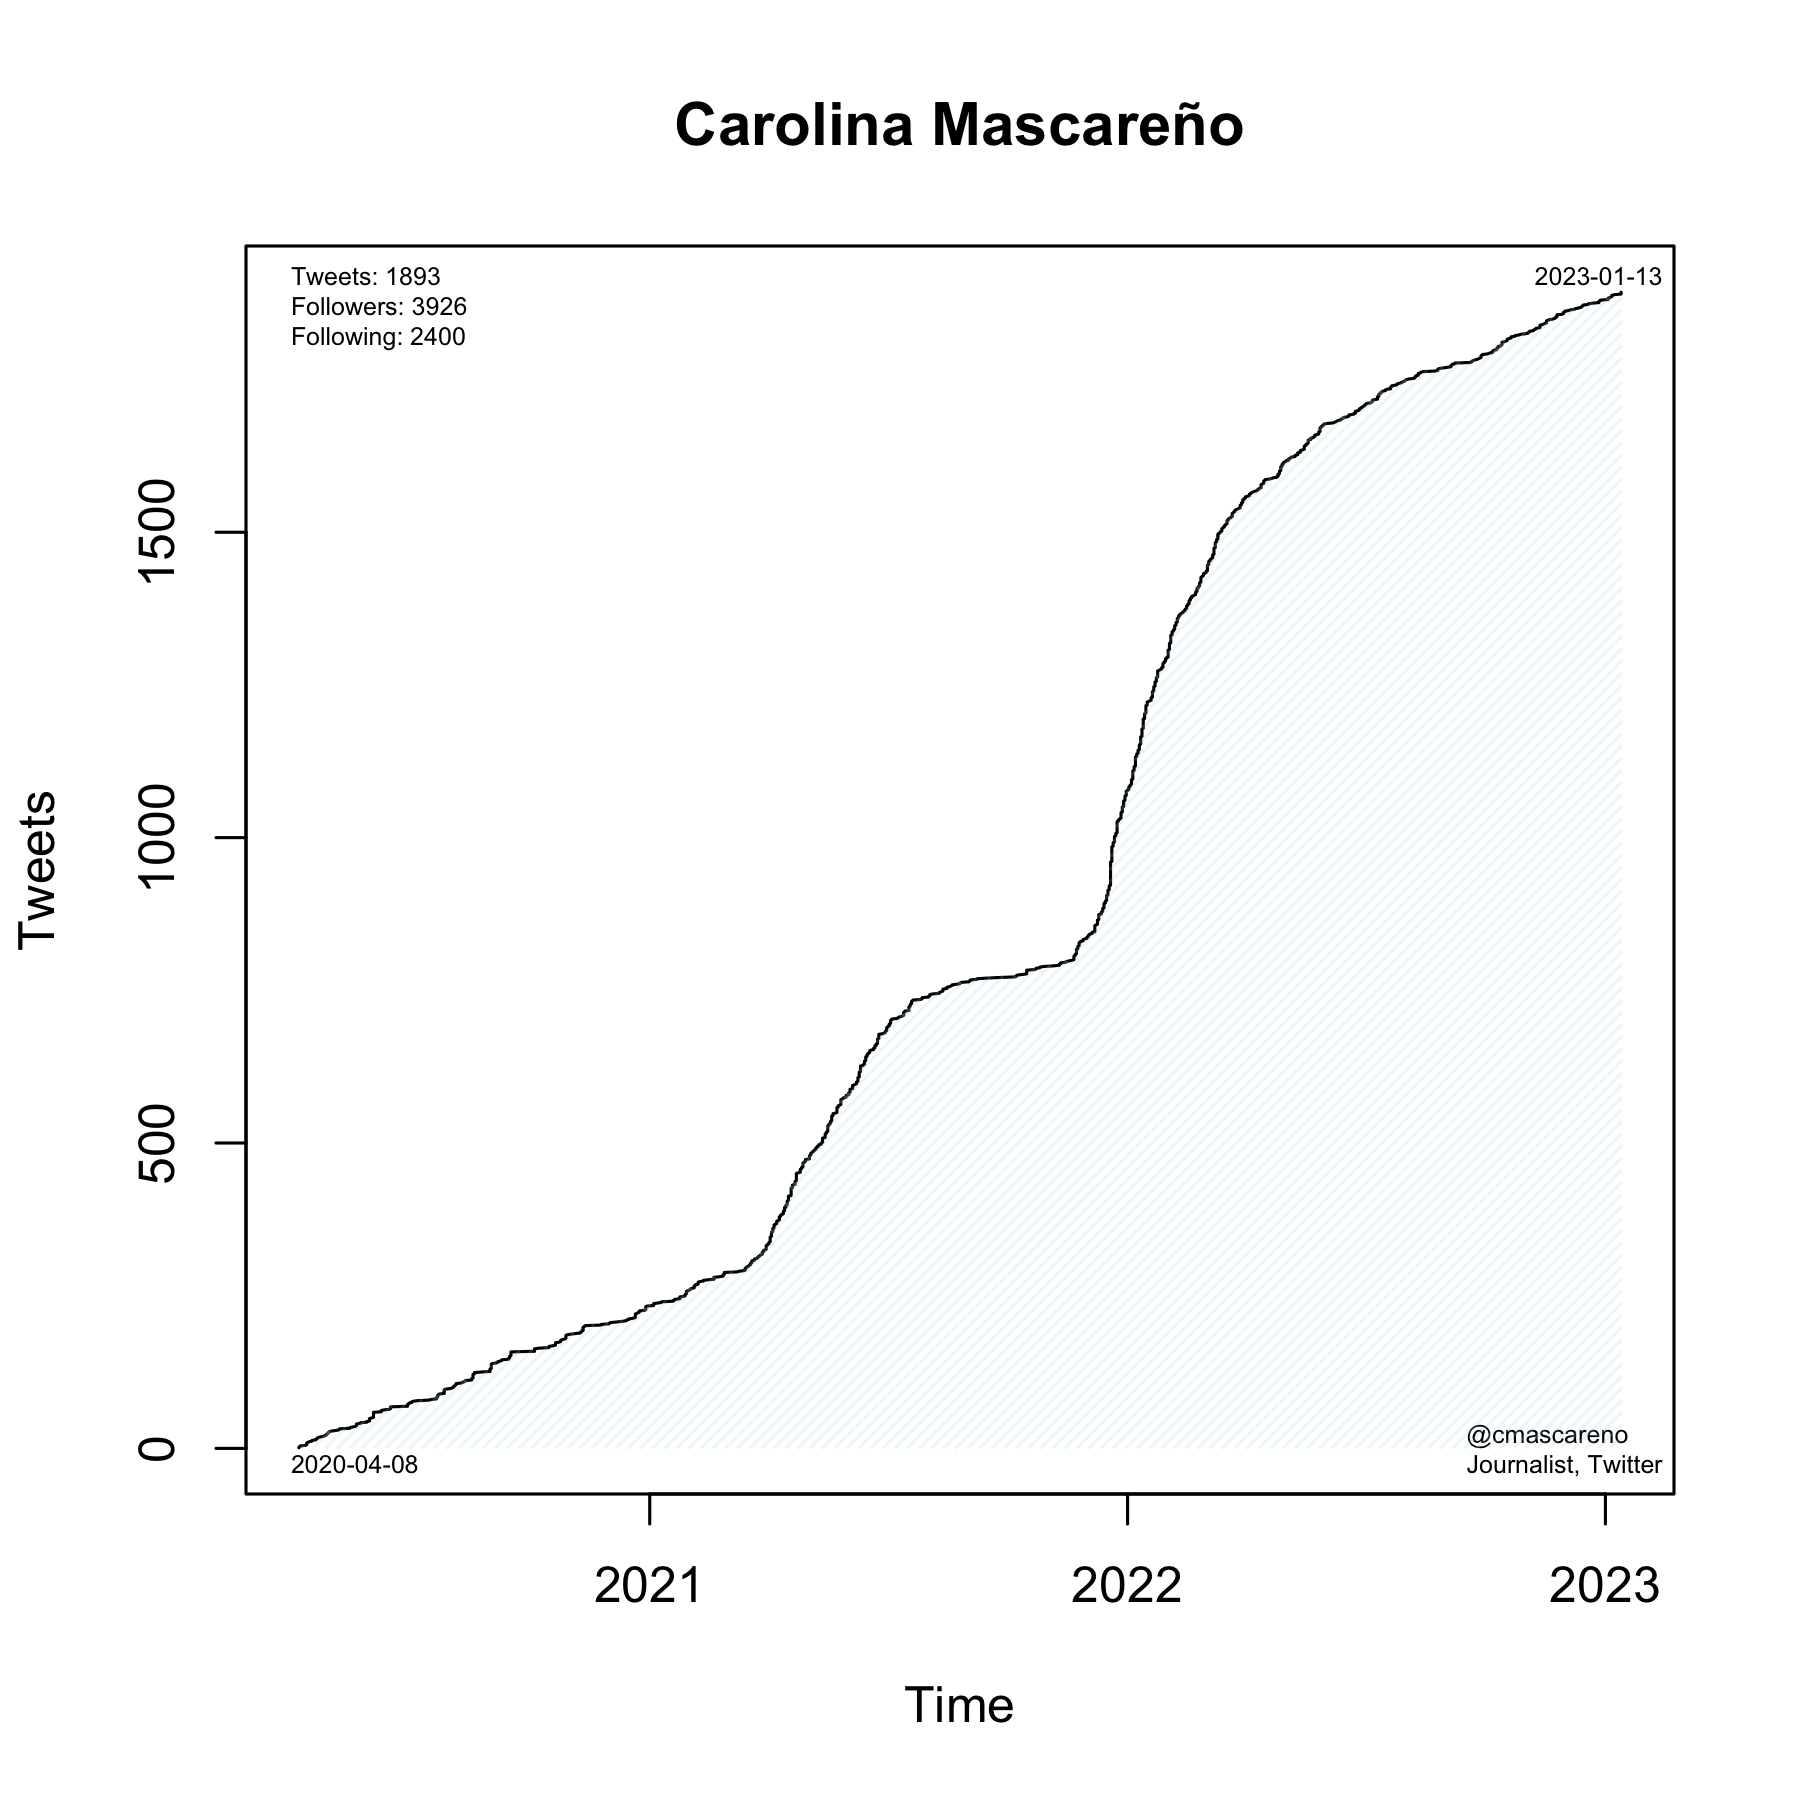 Carolina Mascareño
Tweets: 1893
Followers: 3926
Following: 2400
2023-01-13
Tweets
1500
1000
500
0
2020-04-08
@cmascareno
Journalist, Twitter
2021
2022
2023
Time